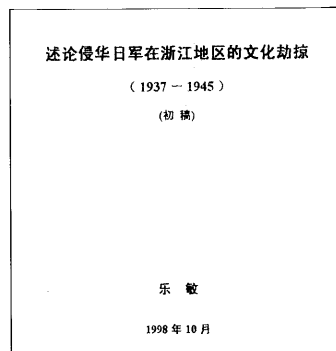 述论侵华日军在浙江地区的文化劫掠
（1937－1945）
(初稿)
乐 敏
1998 年 10 月